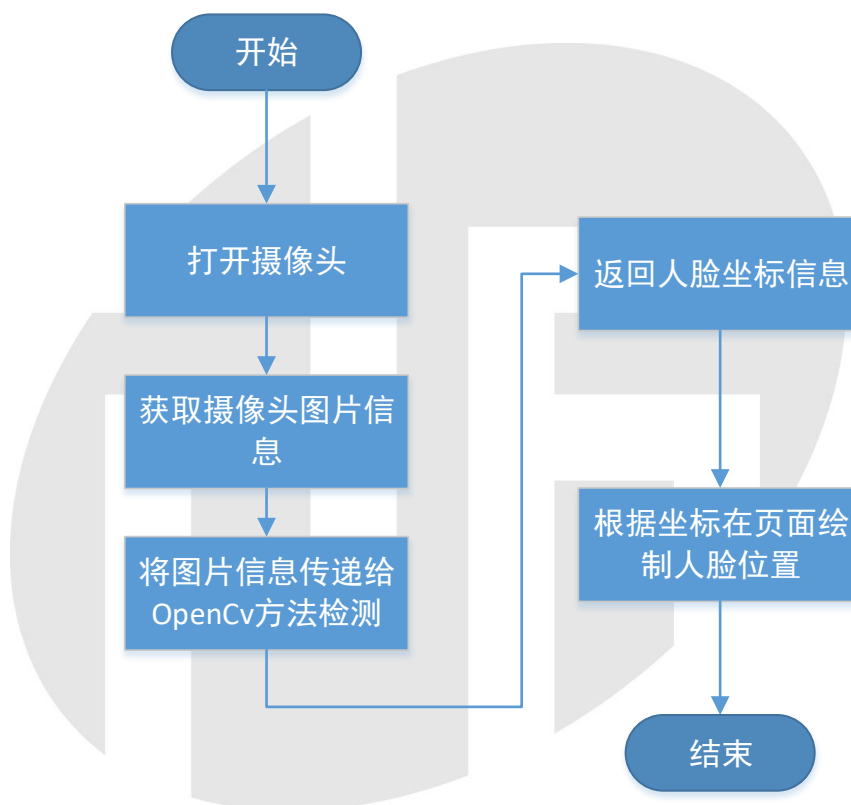 开始
打开摄像头
获取摄像头图片信
息
将图片信息传递给
OpenCv方法检测
返回人脸坐标信息
根据坐标在页面绘
制人脸位置
结束